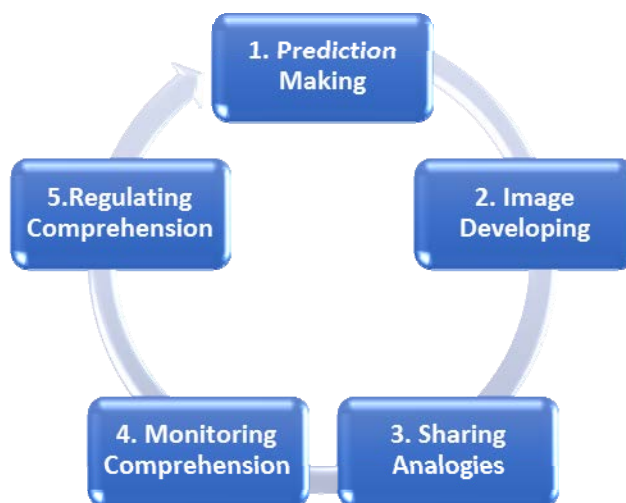 1. Prediction
Making
2. Image
Developing
3. Sharing
Analogies
4. Monitoring
Comprehension
5.Regulating
Comprehension